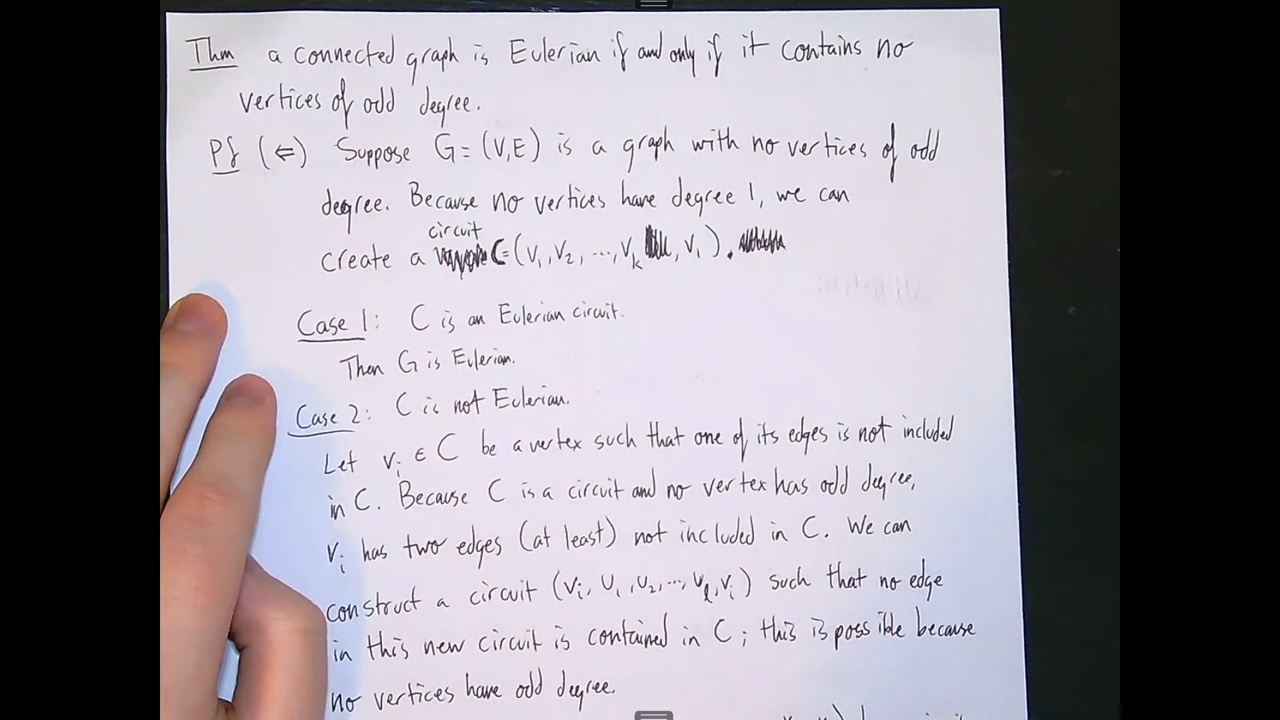 Thm a connected graph is Eulerian if and only if it contains no
vertices of odd degree.
Pf (⇐) Suppose G = (V,E) is a graph with no vertices of odd
degree. Because no vertices have degree 1, we can
circuit
create a C = (v₁, v₂, ..., vₖ, v₁).
Case 1: C is an Eulerian circuit.
Then G is Eulerian.
Case 2: C is not Eulerian.
Let vᵢ ∈ C be a vertex such that one of its edges is not included
in C. Because C is a circuit and no vertex has odd degree,
vᵢ has two edges (at least) not included in C. We can
construct a circuit (vᵢ, u₁, u₂, ..., uₗ, vᵢ) such that no edge
in this new circuit is contained in C; this is possible because
no vertices have odd degree.